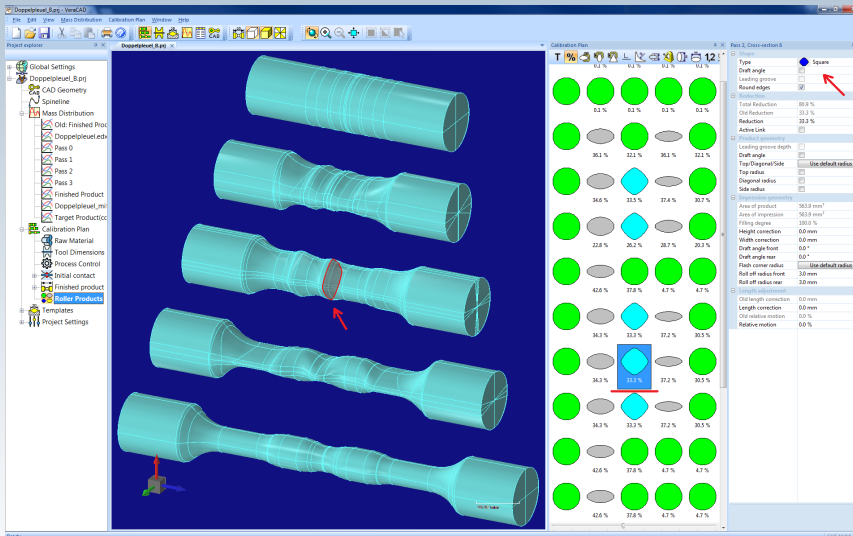 Doppelpleuel_B.prj - VeraCAD
File Edit View Mass Distribution Calibration Plan Window Help
Project explorer
Global Settings
Doppelpleuel_B.prj
CAD Geometry
Spineline
Mass Distribution
Old: Finished Proc
Doppelpleuel.edx
Pass 0
Pass 1
Pass 2
Pass 3
Finished Product
Doppelpleuel_mit
Target Product(co
Calibration Plan
Raw Material
Tool Dimensions
Process Control
Initial contact
Finished product
Roller Products
Templates
Project Settings
Doppelpleuel_B.prj
Calibration Plan
T %
1,2
0.1 % 0.1 % 0.1 %
0.1 % 0.1 % 0.1 %
36.1 % 32.1 % 36.1 % 32.1 %
34.6 % 33.5 % 37.4 % 30.7 %
22.8 % 26.2 % 28.7 % 20.3 %
42.6 % 37.8 % 4.7 % 4.7 %
34.3 % 33.3 % 37.2 % 30.5 %
34.3 % 33.3 % 37.2 % 30.5 %
34.3 % 33.3 % 37.2 % 30.5 %
42.6 % 37.8 % 4.7 % 4.7 %
42.6 % 37.8 % 4.7 % 4.7 %
Pass 2, Cross-section 6
Shape
Type Square
Draft angle
Leading groove
Round edges
Reduction
Total Reduction 80.9 %
Old Reduction 33.3 %
Reduction 33.3 %
Active Link
Product geometry
Leading groove depth
Draft angle
Top/Diagonal/Side Use default radius
Top radius
Diagonal radius
Side radius
Impression geometry
Area of product 563.9 mm²
Area of impression 563.9 mm²
Filling degree 100.0 %
Height correction 0.0 mm
Width correction 0.0 mm
Draft angle front 0.0 °
Draft angle rear 0.0 °
Flash corner radius Use default radius
Roll off radius front 3.0 mm
Roll off radius rear 3.0 mm
Length adjustment
Old length correction 0.0 mm
Length correction 0.0 mm
Old relative motion 0.0 %
Relative motion 0.0 %
Ready